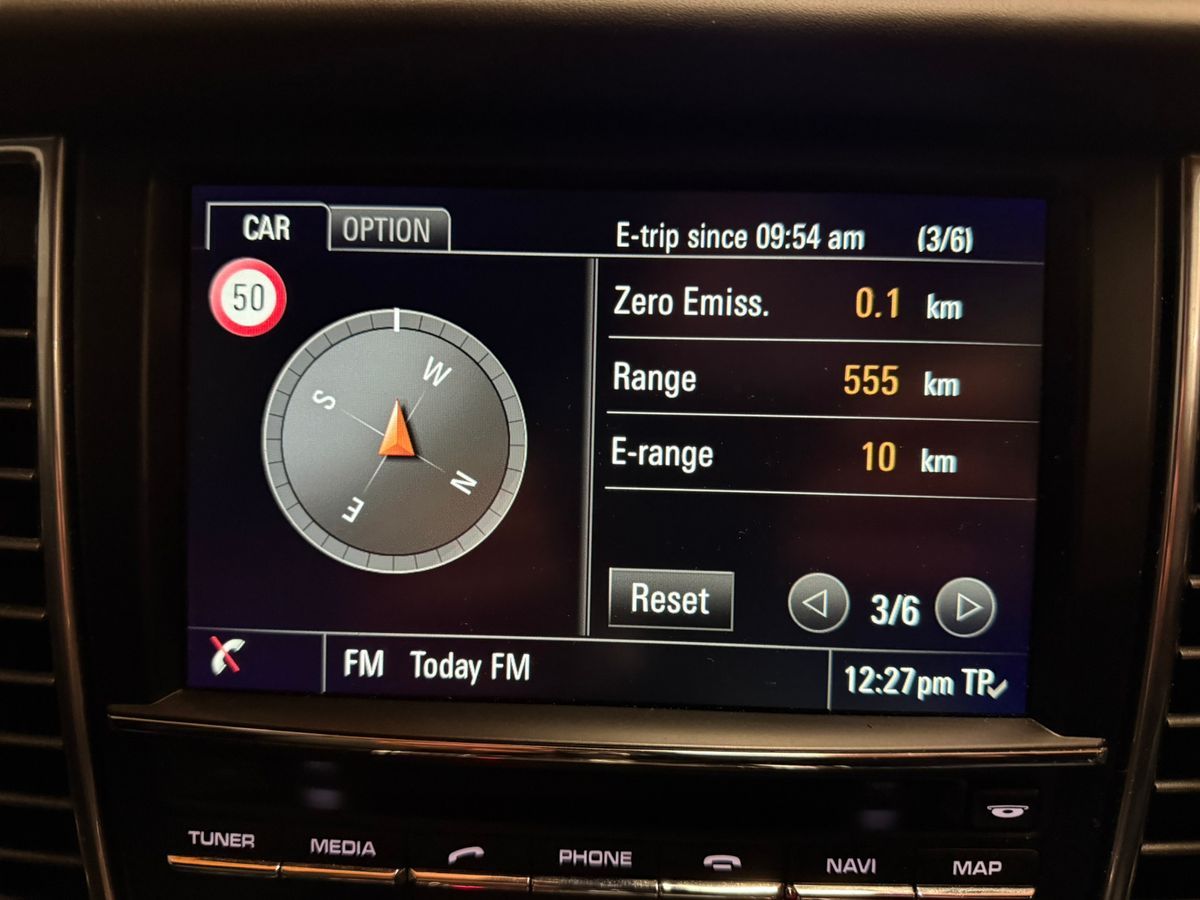 CAR OPTION E-trip since 09:54 am (3/6)
50
Zero Emiss. 0.1 km
Range 555 km
E-range 10 km
W
S
N
E
Reset 3/6
FM Today FM 12:27pm TP
TUNER MEDIA PHONE NAVI MAP